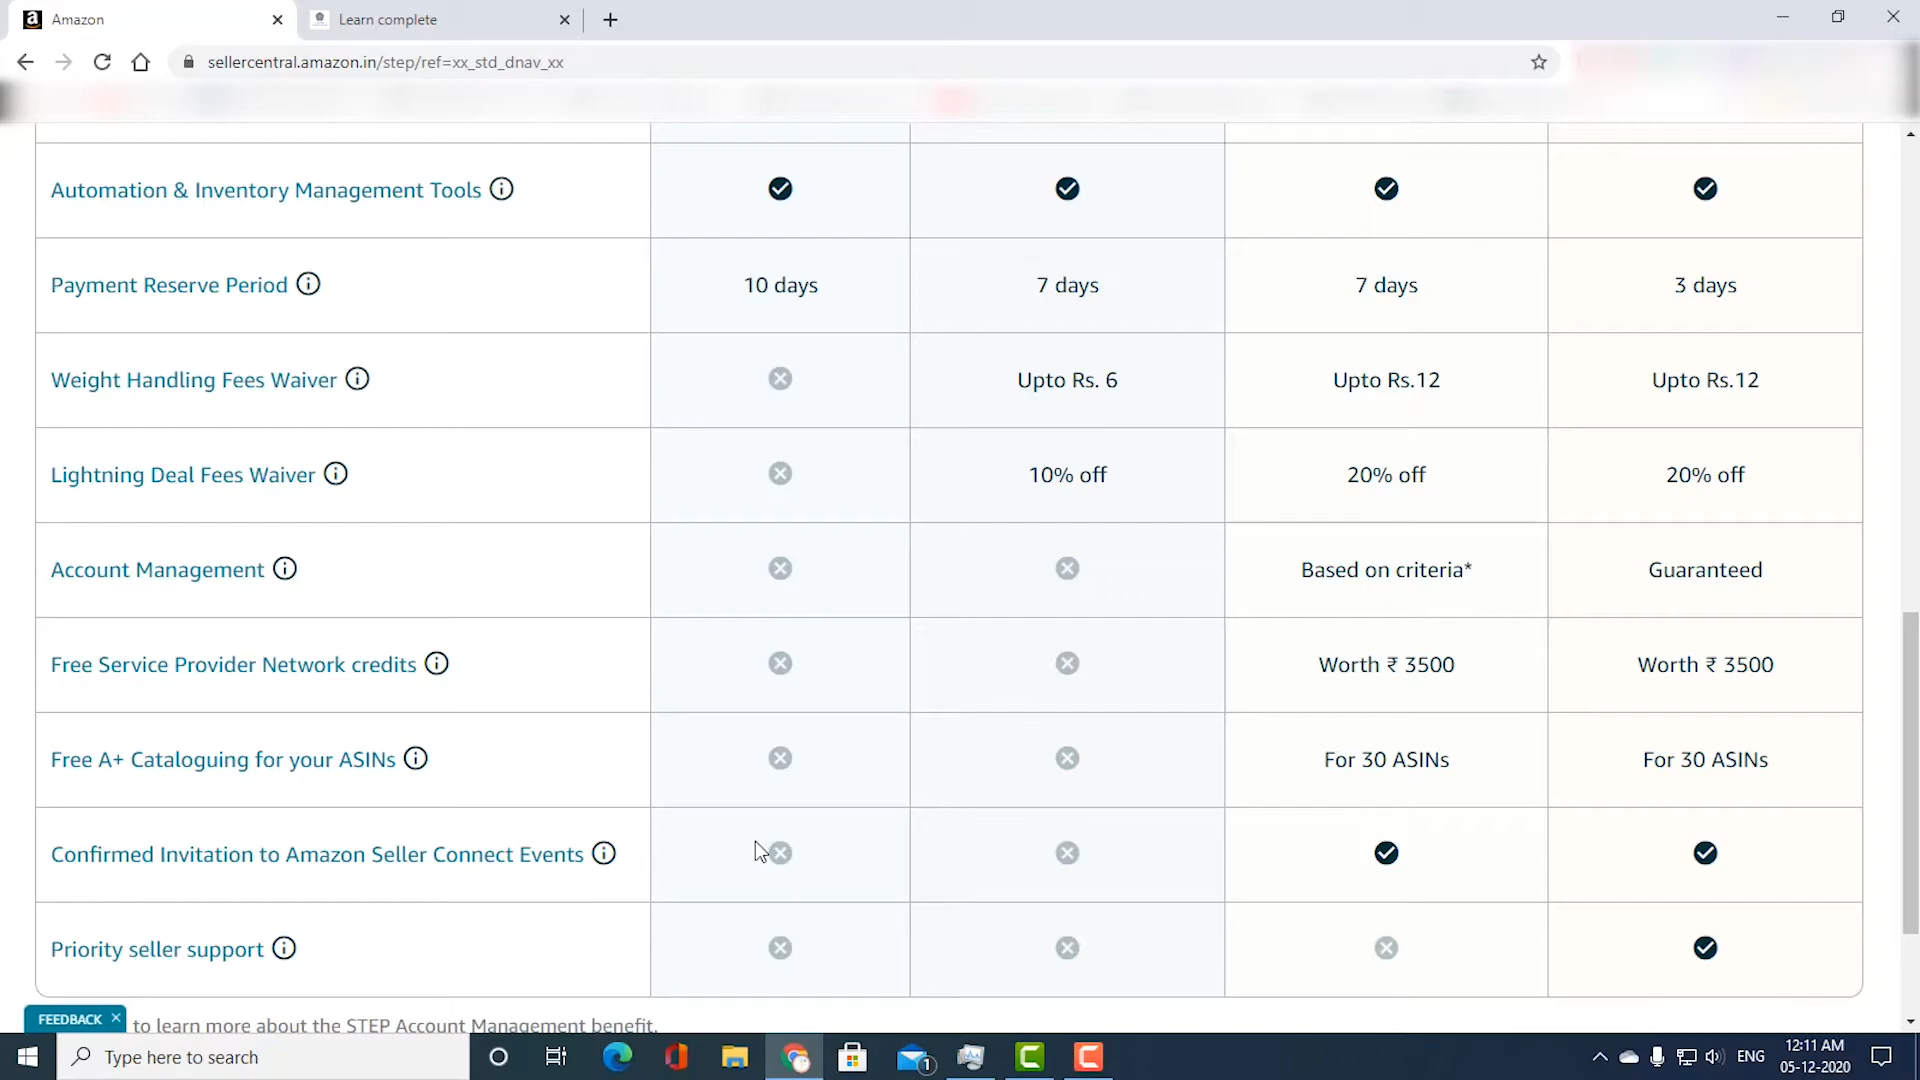 Amazon
Learn complete
sellercentral.amazon.in/step/ref=xx_std_dnav_xx
Automation & Inventory Management Tools
Payment Reserve Period 10 days 7 days 7 days 3 days
Weight Handling Fees Waiver Upto Rs. 6 Upto Rs.12 Upto Rs.12
Lightning Deal Fees Waiver 10% off 20% off 20% off
Account Management Based on criteria* Guaranteed
Free Service Provider Network credits Worth ₹ 3500 Worth ₹ 3500
Free A+ Cataloguing for your ASINs For 30 ASINs For 30 ASINs
Confirmed Invitation to Amazon Seller Connect Events
Priority seller support
FEEDBACK to learn more about the STEP Account Management benefit.
Type here to search
1
ENG
12:11 AM
05-12-2020